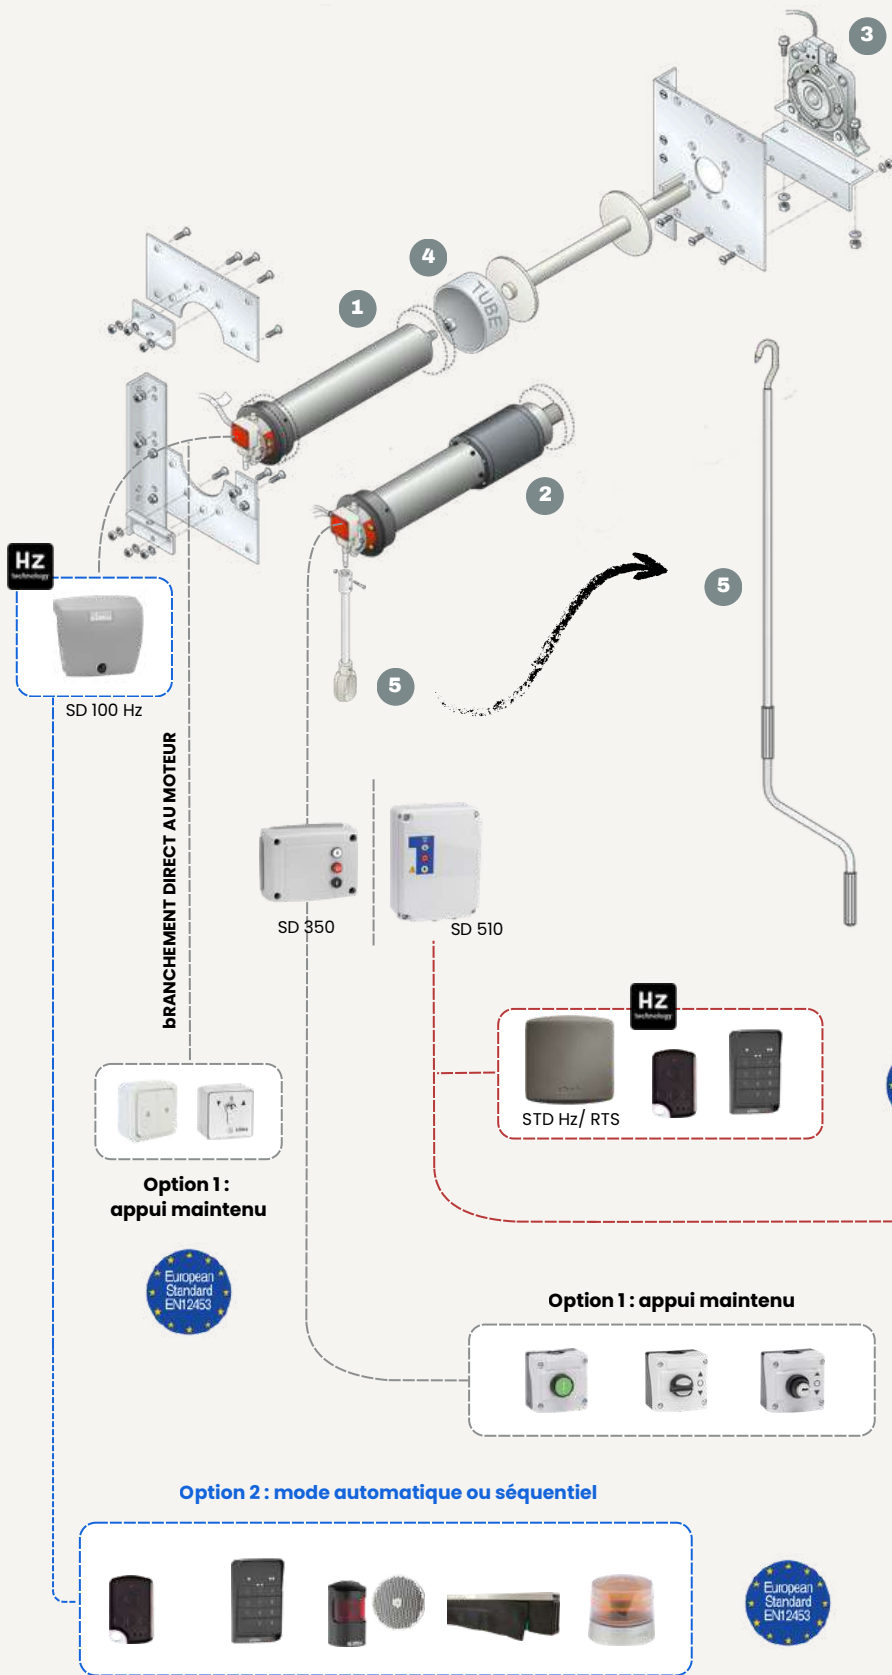 3
4
TUBE
1
2
Hz
technology
5
5
SD 100 Hz
bRANCHEMENT DIRECT AU MOTEUR
SD 350
SD 510
Hz
technology
STD Hz/ RTS
Option 1 :
appui maintenu
European
Standard
EN12453
Option 1 : appui maintenu
Option 2 : mode automatique ou séquentiel
European
Standard
EN12453